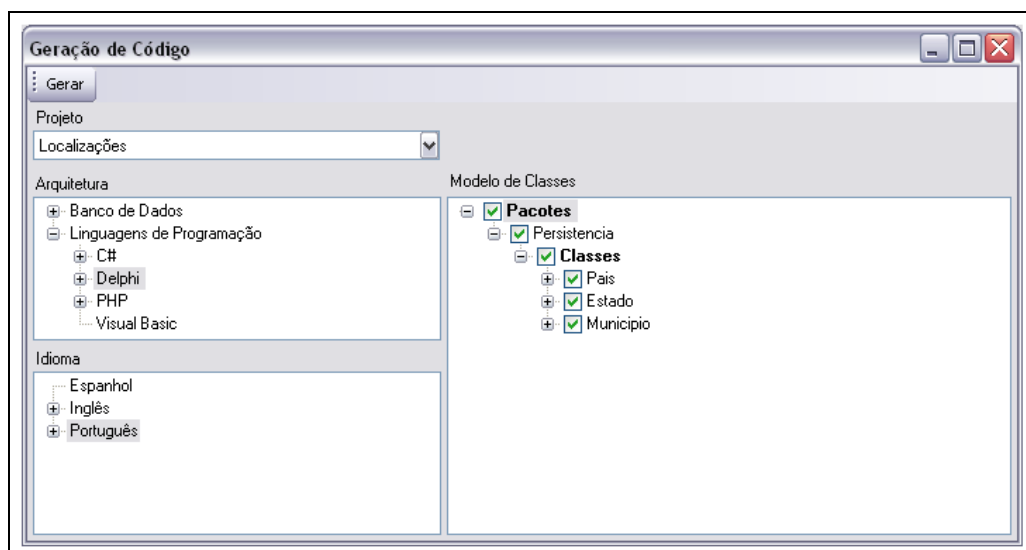 Geração de Código
Gerar
Projeto
Localizações
Arquitetura
Banco de Dados
Linguagens de Programação
C#
Delphi
PHP
Visual Basic
Idioma
Espanhol
Inglês
Português
Modelo de Classes
Pacotes
Persistencia
Classes
Pais
Estado
Municipio